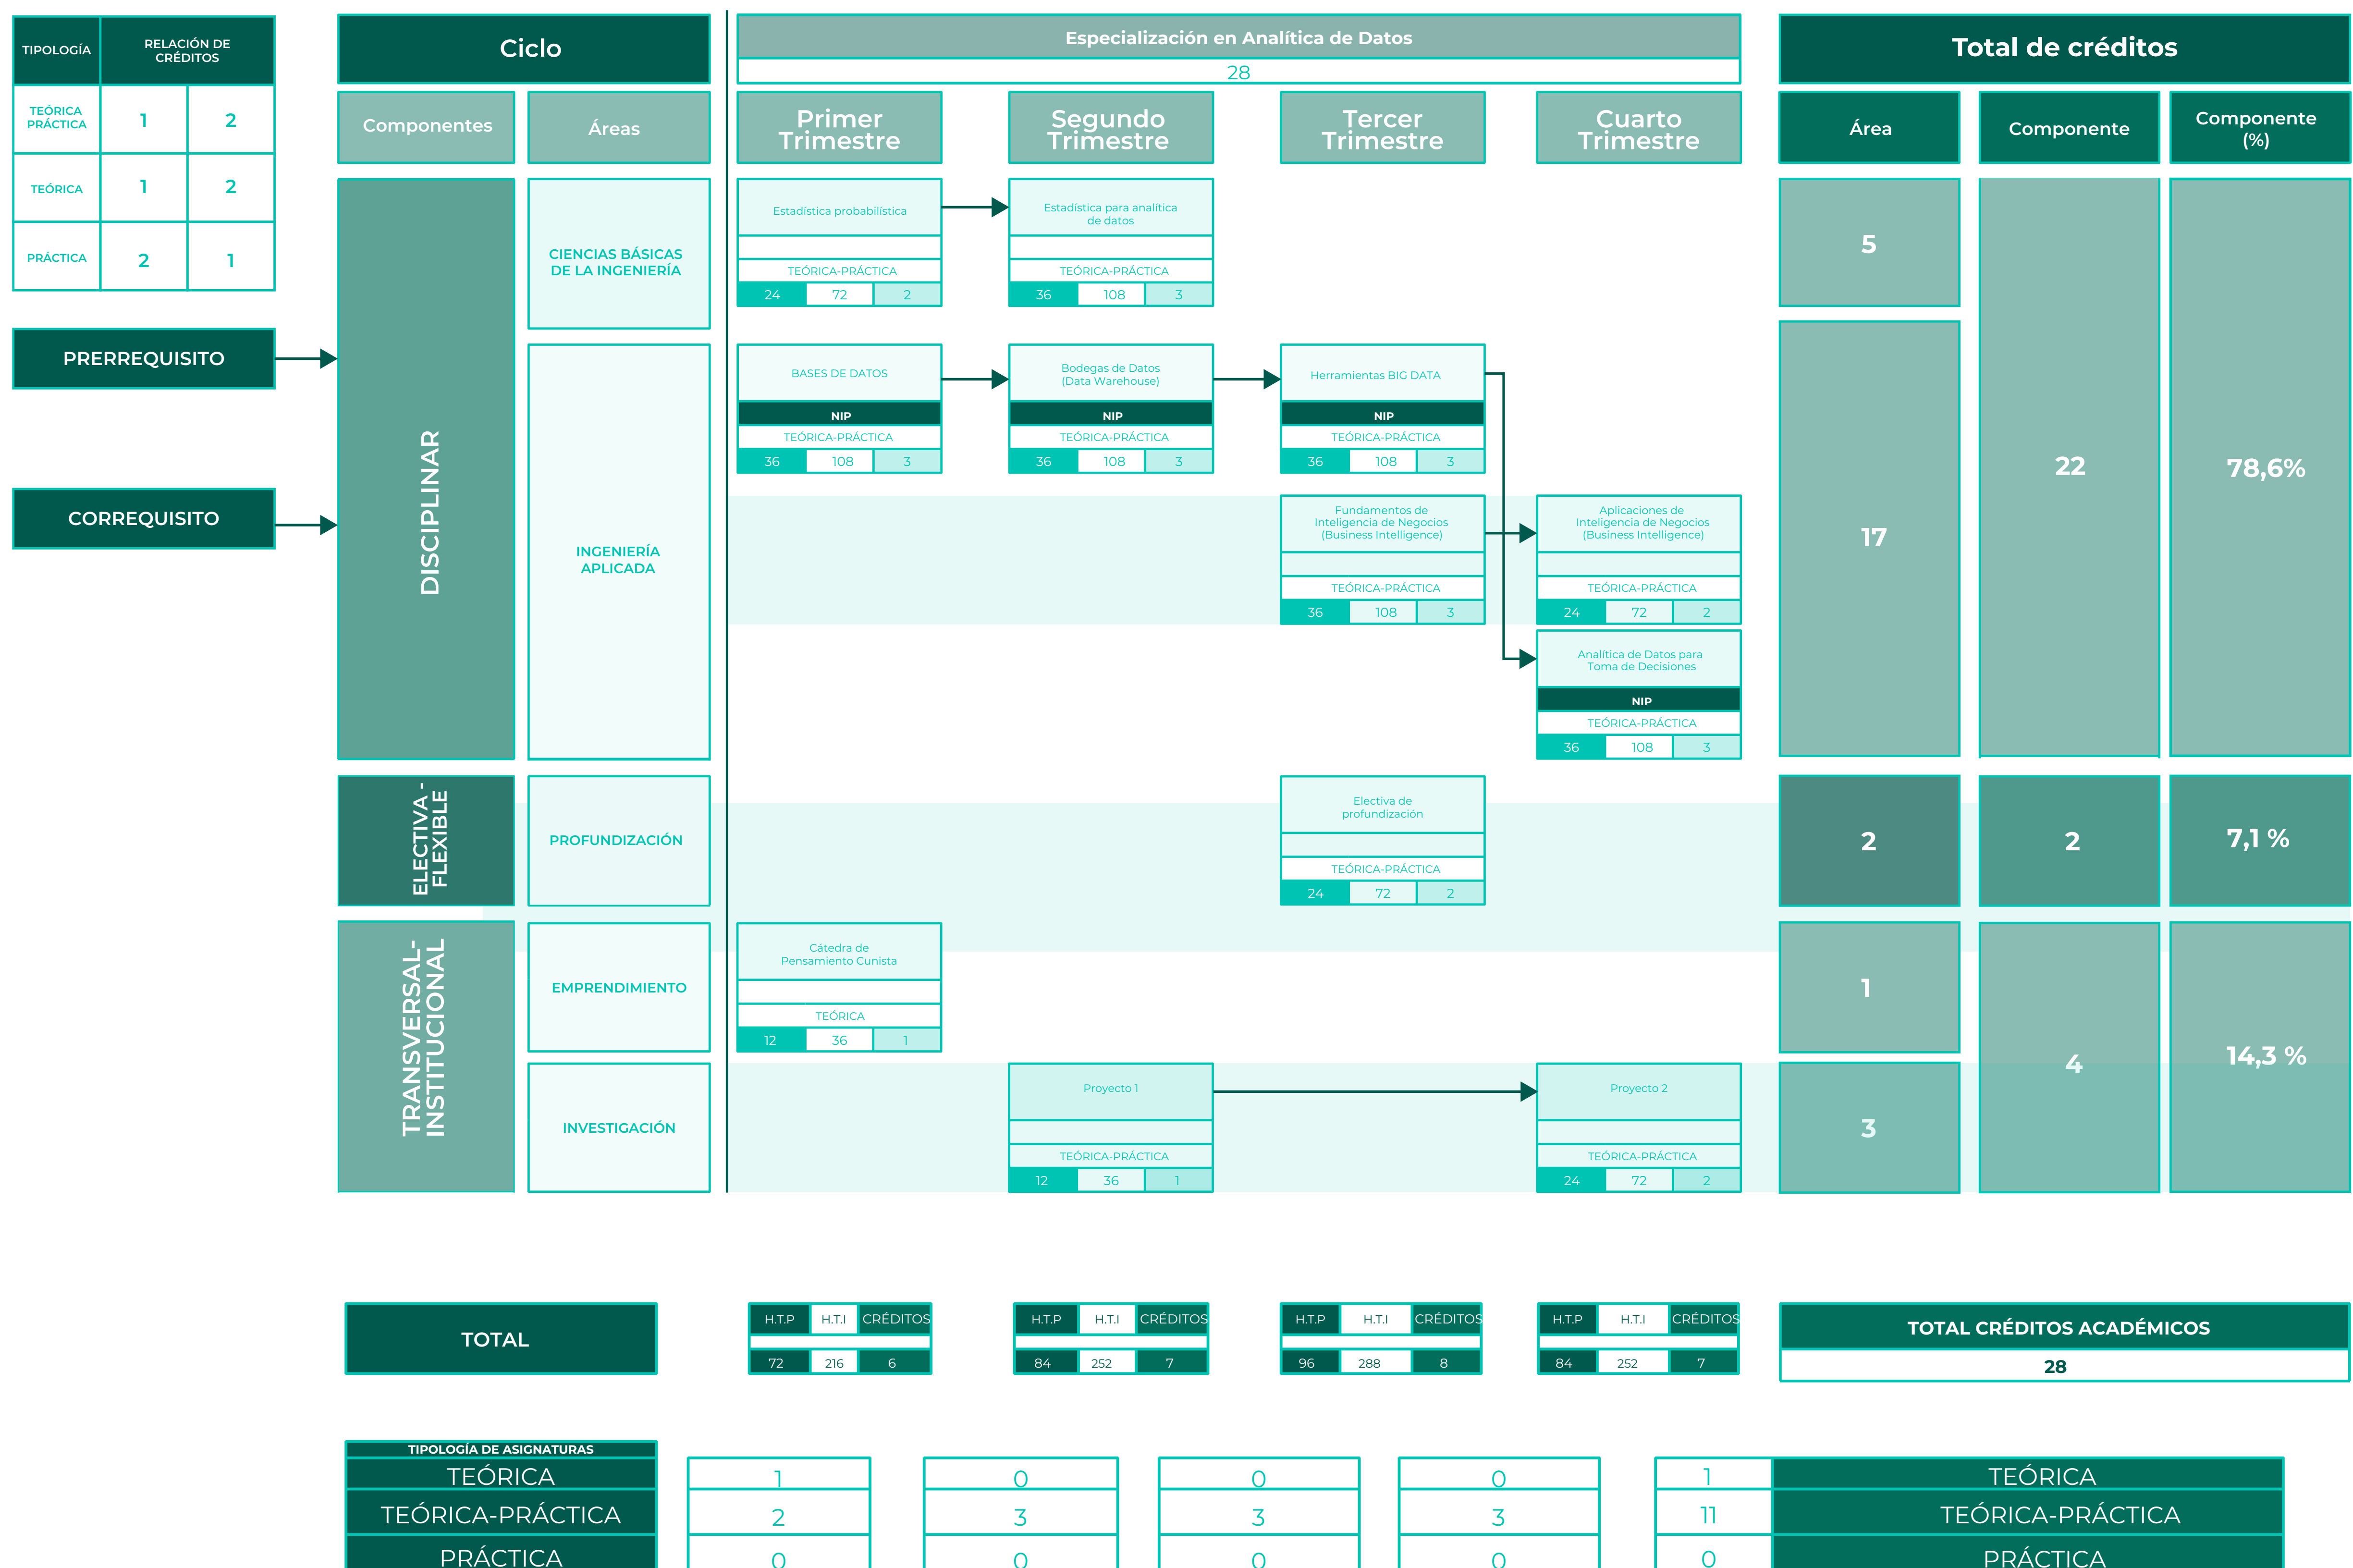 TIPOLOGÍA
RELACIÓN DE
CRÉDITOS
TEÓRICA
PRÁCTICA
1
2
TEÓRICA
1
2
PRÁCTICA
2
1
PRERREQUISITO
CORREQUISITO
Ciclo
Especialización en Analítica de Datos
28
Total de créditos
Componentes
Áreas
Primer
Trimestre
Segundo
Trimestre
Tercer
Trimestre
Cuarto
Trimestre
Área
Componente
Componente
(%)
DISCIPLINAR
CIENCIAS BÁSICAS
DE LA INGENIERÍA
Estadística probabilística
TEÓRICA-PRÁCTICA
24 72 2
Estadística para analítica
de datos
TEÓRICA-PRÁCTICA
36 108 3
5
22
78,6%
INGENIERÍA
APLICADA
BASES DE DATOS
NIP
TEÓRICA-PRÁCTICA
36 108 3
Bodegas de Datos
(Data Warehouse)
NIP
TEÓRICA-PRÁCTICA
36 108 3
Herramientas BIG DATA
NIP
TEÓRICA-PRÁCTICA
36 108 3
Fundamentos de
Inteligencia de Negocios
(Business Intelligence)
TEÓRICA-PRÁCTICA
36 108 3
Aplicaciones de
Inteligencia de Negocios
(Business Intelligence)
TEÓRICA-PRÁCTICA
24 72 2
Analítica de Datos para
Toma de Decisiones
NIP
TEÓRICA-PRÁCTICA
36 108 3
17
ELECTIVA -
FLEXIBLE
PROFUNDIZACIÓN
Electiva de
profundización
TEÓRICA-PRÁCTICA
24 72 2
2
2
7,1 %
TRANSVERSAL-
INSTITUCIONAL
EMPRENDIMIENTO
Cátedra de
Pensamiento Cunista
TEÓRICA
12 36 1
1
4
14,3 %
INVESTIGACIÓN
Proyecto 1
TEÓRICA-PRÁCTICA
12 36 1
Proyecto 2
TEÓRICA-PRÁCTICA
24 72 2
3
TOTAL
H.T.P H.T.I CRÉDITOS
72 216 6
H.T.P H.T.I CRÉDITOS
84 252 7
H.T.P H.T.I CRÉDITOS
96 288 8
H.T.P H.T.I CRÉDITOS
84 252 7
TOTAL CRÉDITOS ACADÉMICOS
28
TIPOLOGÍA DE ASIGNATURAS
TEÓRICA 1 0 0 0 1 TEÓRICA
TEÓRICA-PRÁCTICA 2 3 3 3 11 TEÓRICA-PRÁCTICA
PRÁCTICA 0 0 0 0 0 PRÁCTICA